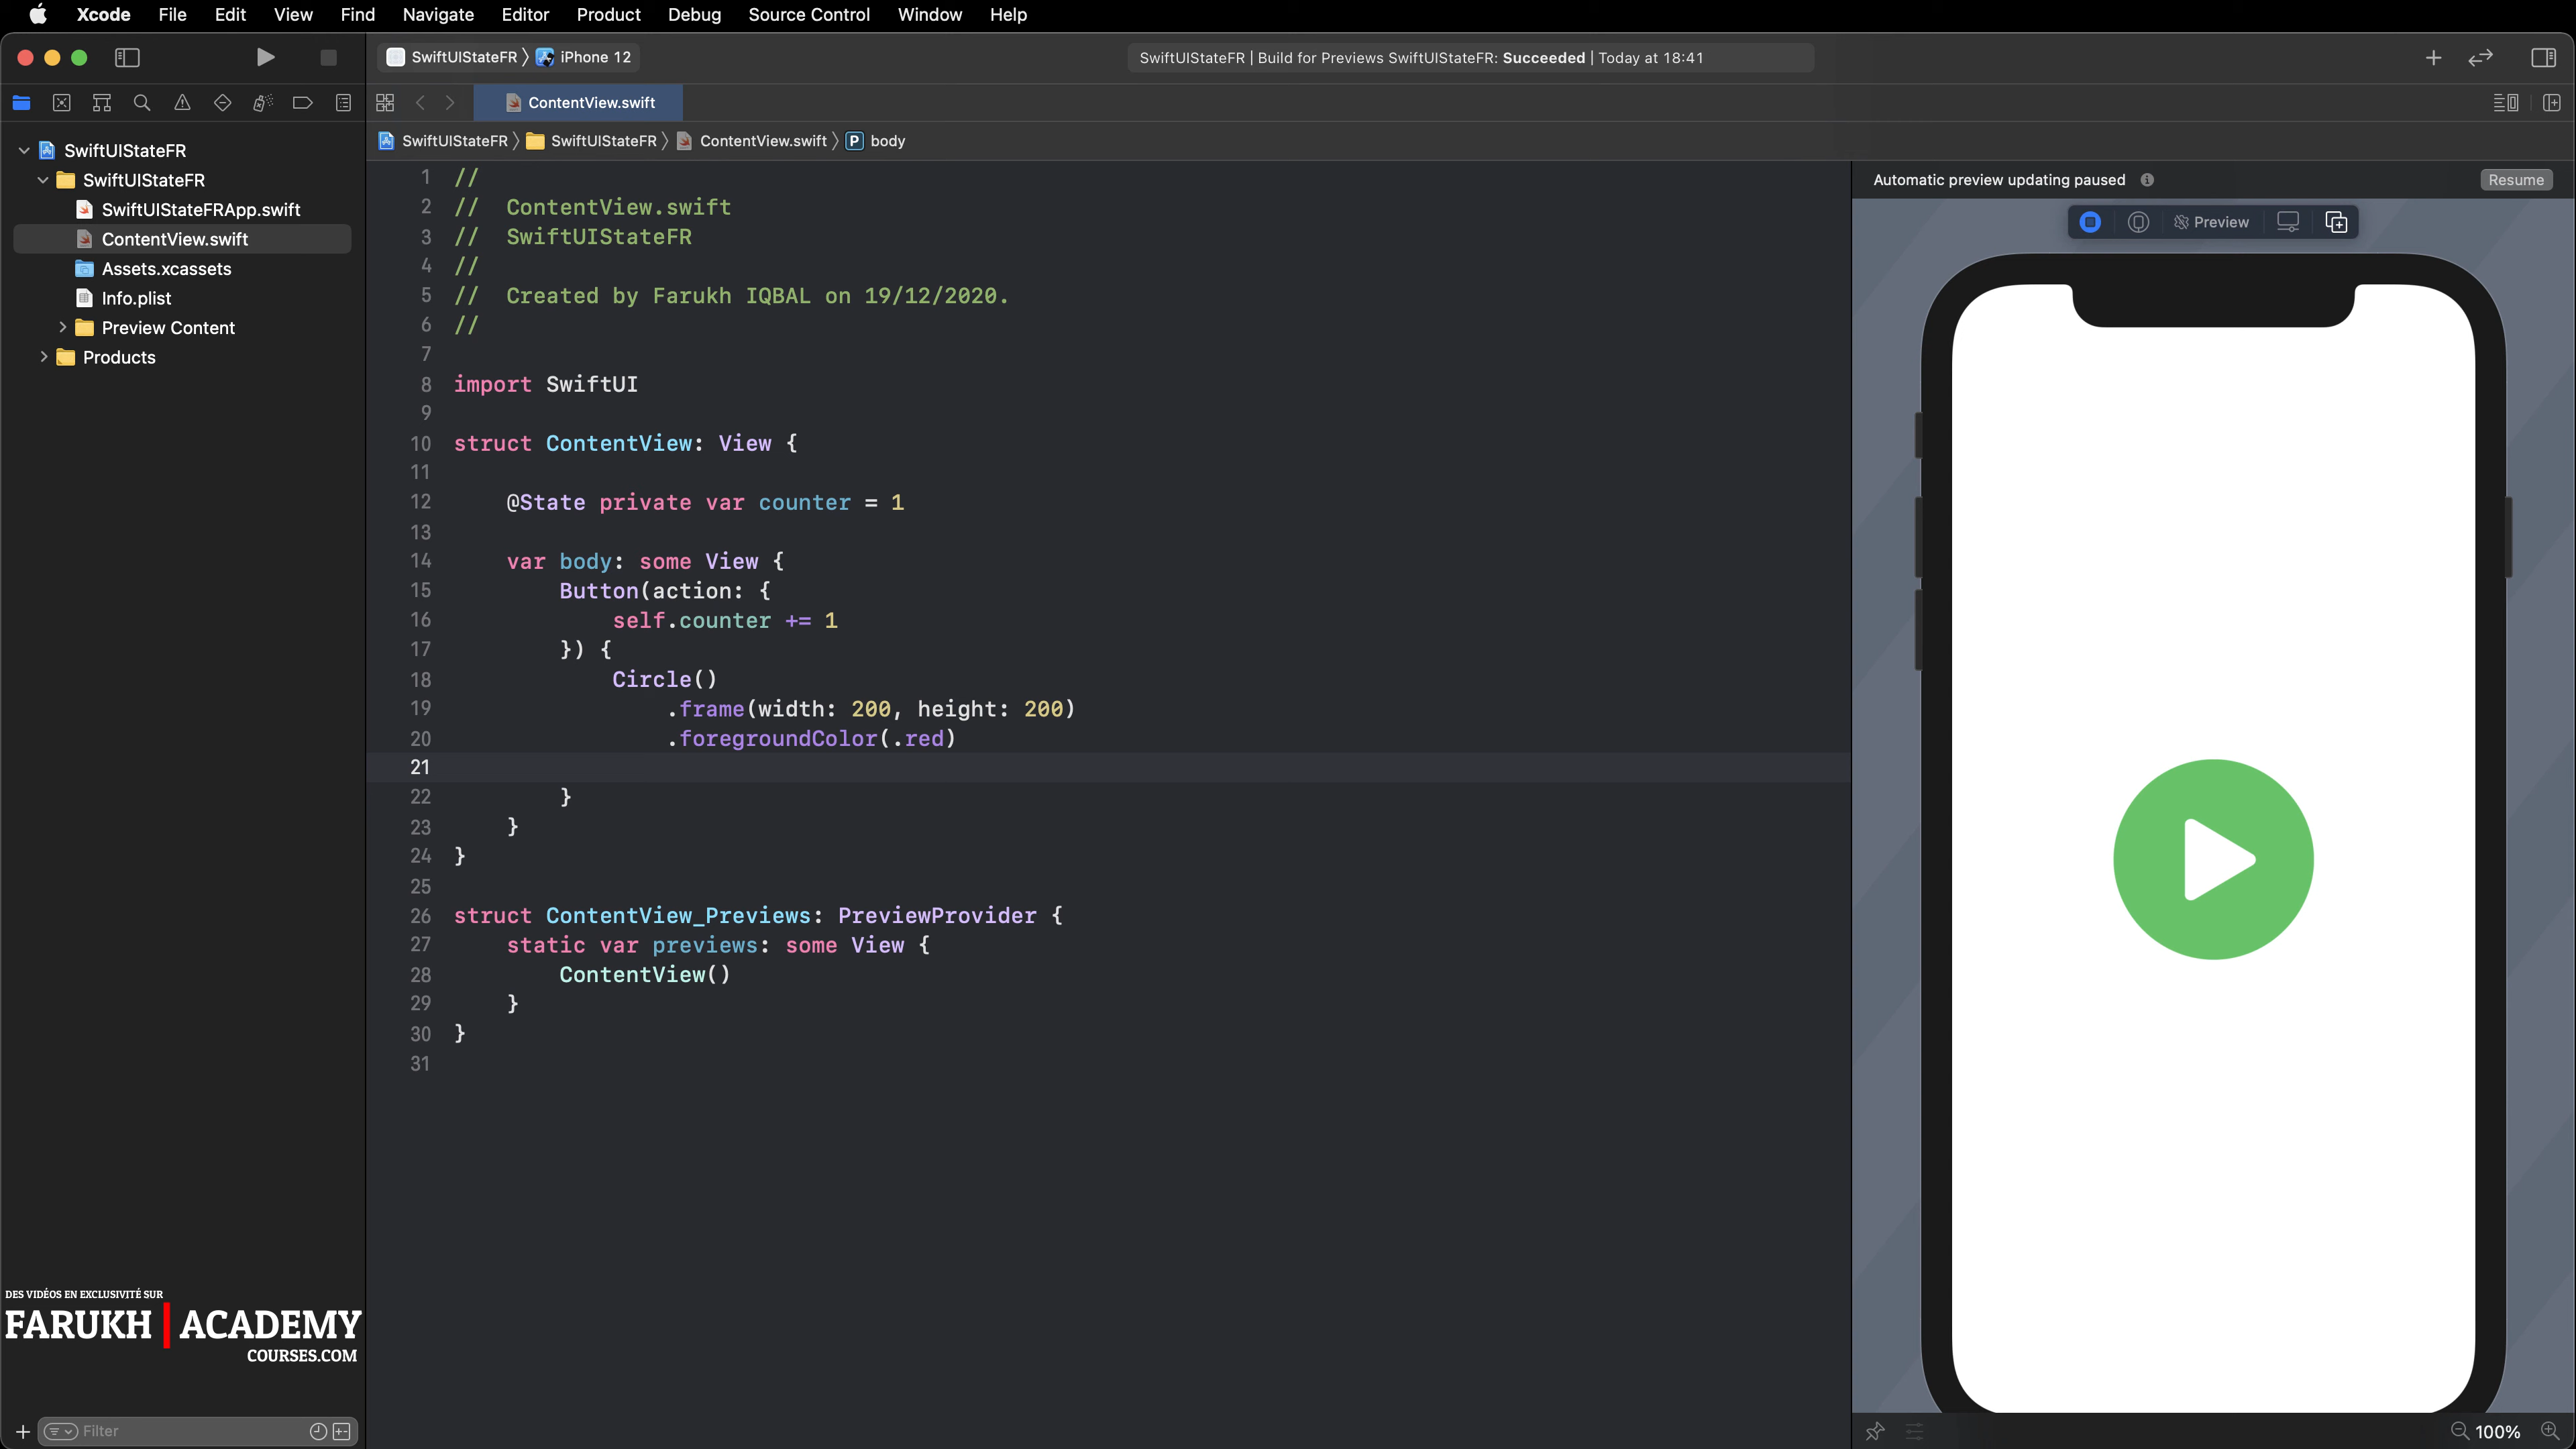 Xcode File Edit View Find Navigate Editor Product Debug Source Control Window Help
SwiftUIStateFR iPhone 12
SwiftUIStateFR | Build for Previews SwiftUIStateFR: Succeeded | Today at 18:41
ContentView.swift
SwiftUIStateFR SwiftUIStateFR ContentView.swift P body
SwiftUIStateFR
SwiftUIStateFR
SwiftUIStateFRApp.swift
ContentView.swift
Assets.xcassets
Info.plist
Preview Content
Products
1 //
2 //  ContentView.swift
3 //  SwiftUIStateFR
4 //
5 //  Created by Farukh IQBAL on 19/12/2020.
6 //
7
8 import SwiftUI
9
10 struct ContentView: View {
11
12     @State private var counter = 1
13
14     var body: some View {
15         Button(action: {
16             self.counter += 1
17         }) {
18             Circle()
19                 .frame(width: 200, height: 200)
20                 .foregroundColor(.red)
21
22         }
23     }
24 }
25
26 struct ContentView_Previews: PreviewProvider {
27     static var previews: some View {
28         ContentView()
29     }
30 }
31
Automatic preview updating paused
Resume
Preview
DES VIDÉOS EN EXCLUSIVITÉ SUR
FARUKH | ACADEMY
COURSES.COM
Filter
100%